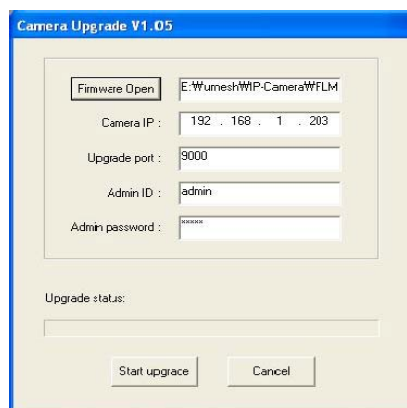 Camera Upgrade V1.05
Firmware Open E:₩umesh₩IP-Camera₩FLM
Camera IP : 192 . 168 . 1 . 203
Upgrade port : 9000
Admin ID : admin
Admin password : *****
Upgrade status:
Start upgrade Cancel